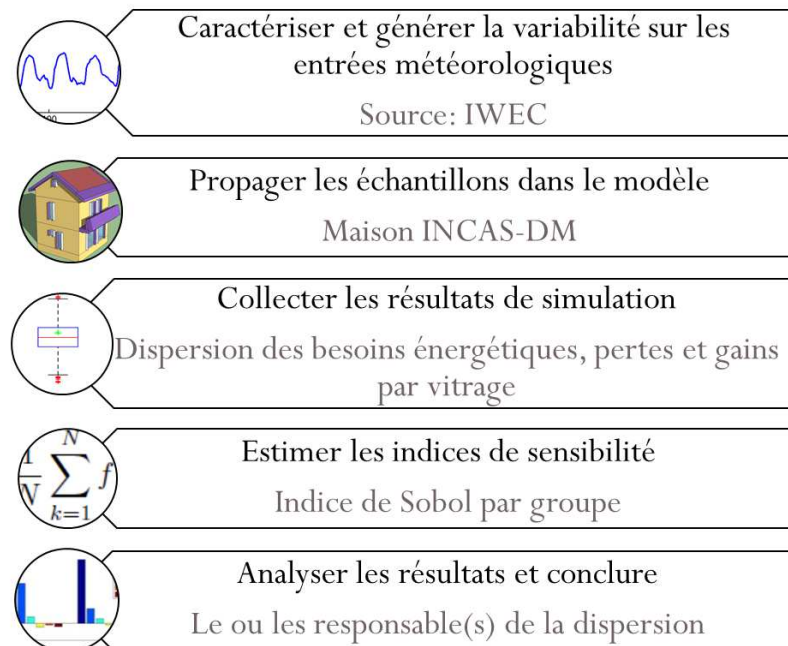 Caractériser et générer la variabilité sur les
entrées météorologiques
Source: IWEC
Propager les échantillons dans le modèle
Maison INCAS-DM
Collecter les résultats de simulation
Dispersion des besoins énergétiques, pertes et gains
par vitrage
Estimer les indices de sensibilité
Indice de Sobol par groupe
1/N ∑ N k=1 f
Analyser les résultats et conclure
Le ou les responsable(s) de la dispersion